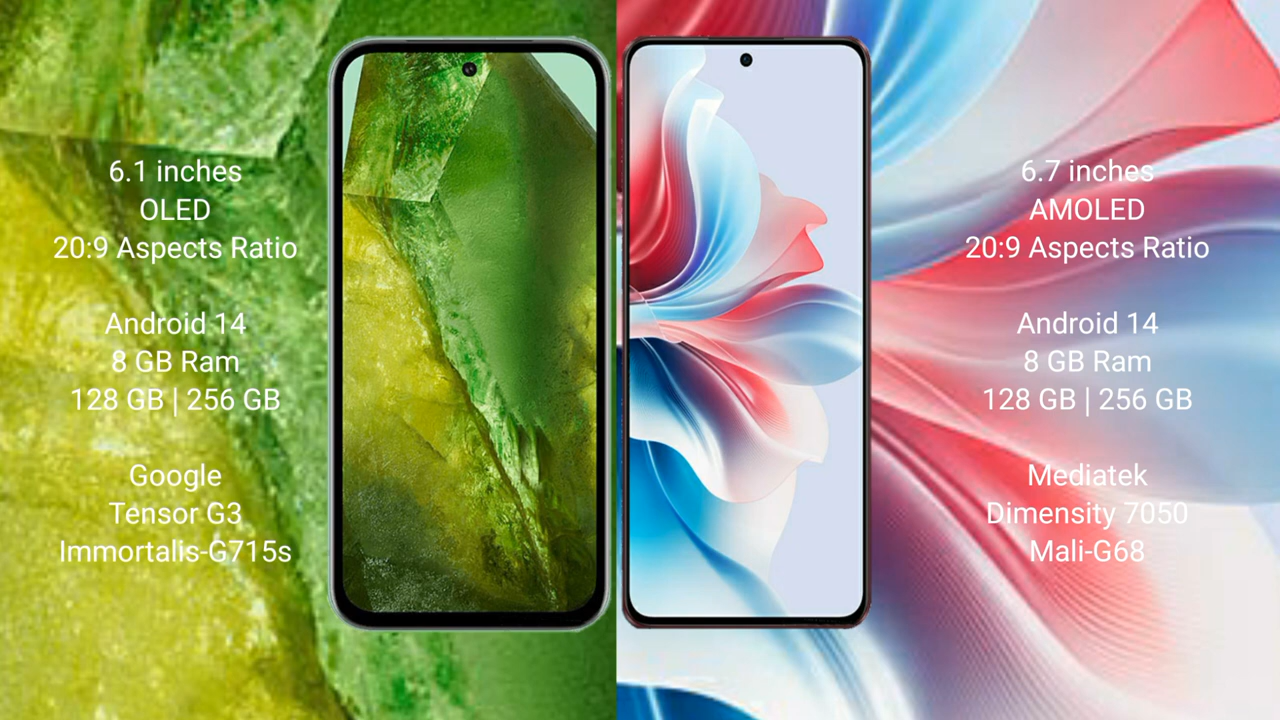 6.1 inches
OLED
20:9 Aspects Ratio
Android 14
8 GB Ram
128 GB | 256 GB
Google
Tensor G3
Immortalis-G715s
6.7 inches
AMOLED
20:9 Aspects Ratio
Android 14
8 GB Ram
128 GB | 256 GB
Mediatek
Dimensity 7050
Mali-G68